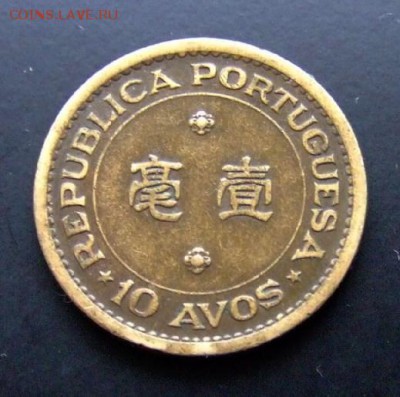 COINS.LAVE.RU
REPUBLICA PORTUGUESA
毫 壹
10 AVOS